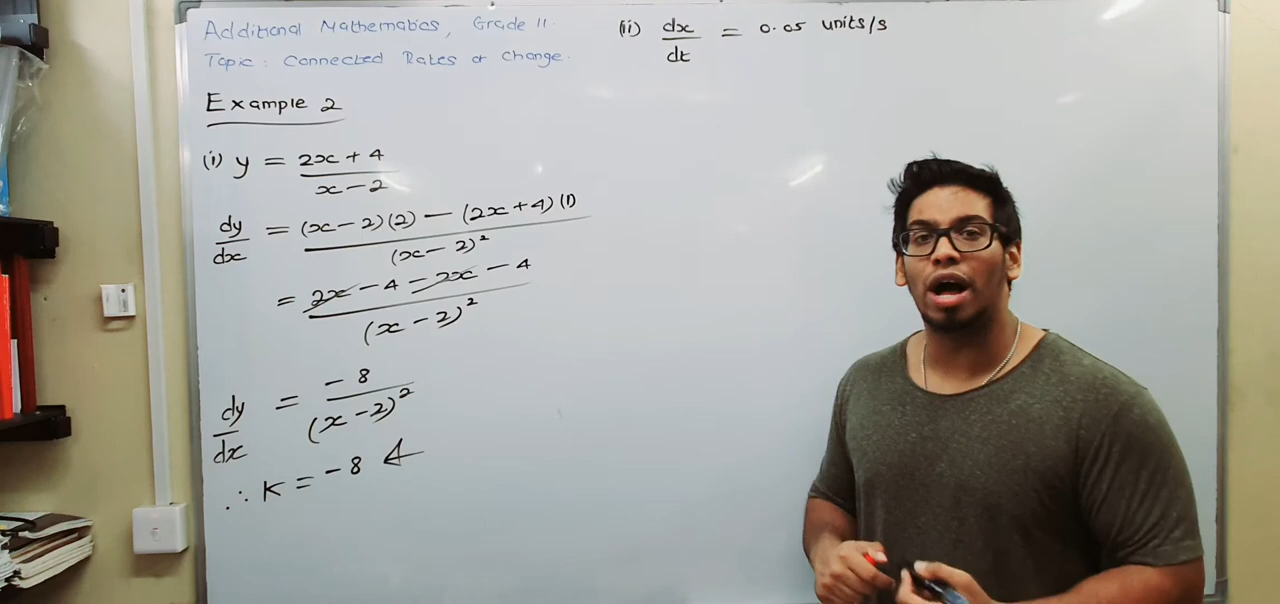 Additional Mathematics, Grade 11.
Topic: Connected Rates of Change.
Example 2
(i) y = 2x + 4 / x - 2
dy/dx = (x - 2)(2) - (2x + 4)(1) / (x - 2)²
= 2x - 4 - 2x - 4 / (x - 2)²
dy/dx = -8 / (x - 2)²
∴ K = -8
(ii) dx/dt = 0.05 units/s